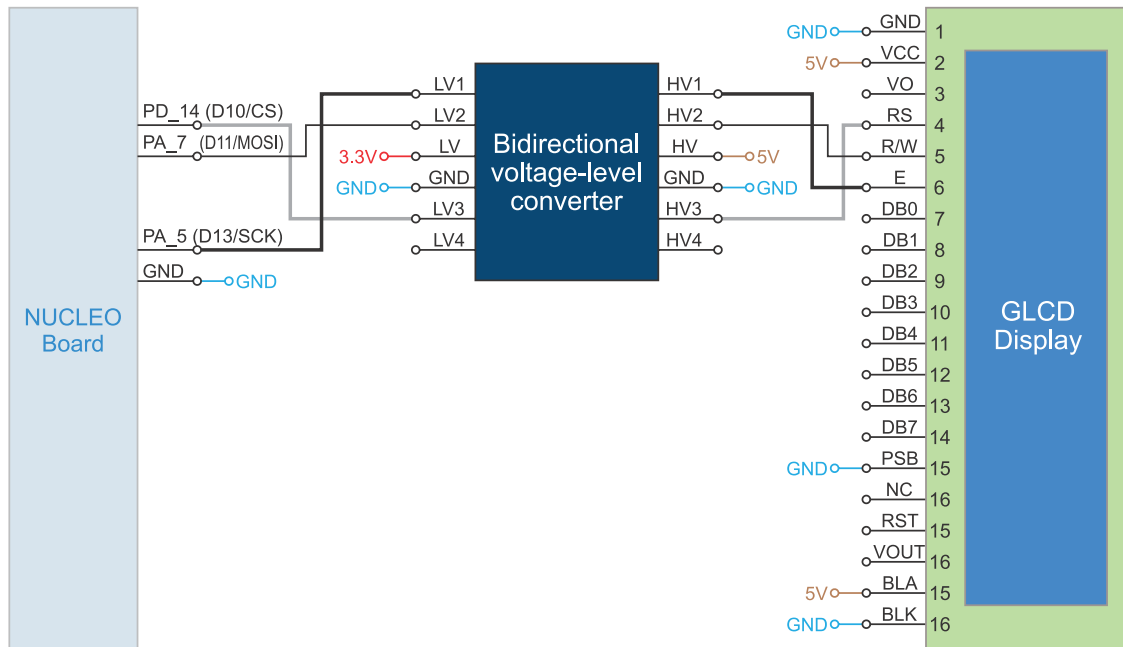 PD_14 (D10/CS)
PA_7 (D11/MOSI)
PA_5 (D13/SCK)
GND
GND
NUCLEO
Board
LV1
LV2
3.3V
LV
GND
GND
LV3
LV4
Bidirectional
voltage-level
converter
HV1
HV2
HV
5V
GND
GND
HV3
HV4
GND
GND 1
5V
VCC 2
VO 3
RS 4
R/W 5
E 6
DB0 7
DB1 8
DB2 9
DB3 10
DB4 11
DB5 12
DB6 13
DB7 14
GND
PSB 15
NC 16
RST 15
VOUT 16
5V
BLA 15
GND
BLK 16
GLCD
Display